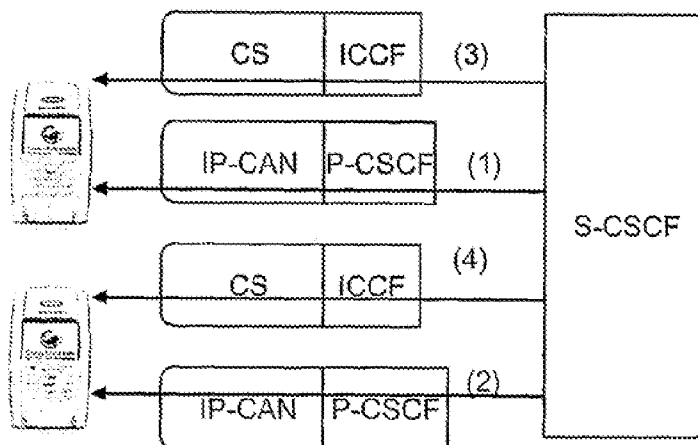 CS ICCF (3)
IP-CAN P-CSCF (1)
S-CSCF
CS ICCF (4)
IP-CAN P-CSCF (2)